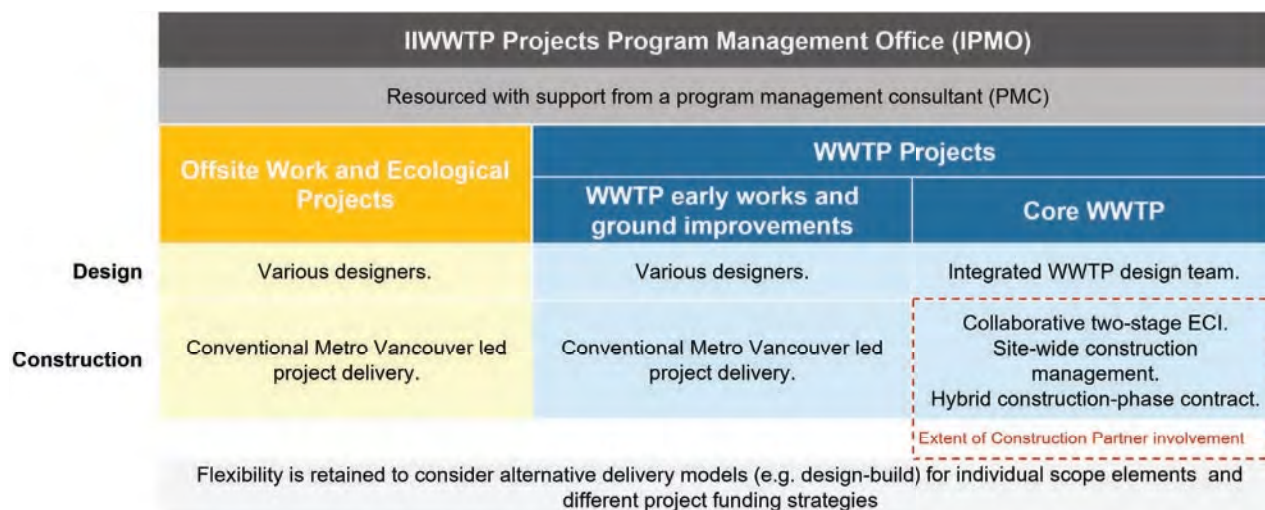 IIWWTP Projects Program Management Office (IPMO)
Resourced with support from a program management consultant (PMC)
Offsite Work and Ecological
Projects
WWTP Projects
WWTP early works and
ground improvements
Core WWTP
Design
Various designers.
Various designers.
Integrated WWTP design team.
Construction
Conventional Metro Vancouver led
project delivery.
Conventional Metro Vancouver led
project delivery.
Collaborative two-stage ECI.
Site-wide construction
management.
Hybrid construction-phase contract.
Extent of Construction Partner involvement
Flexibility is retained to consider alternative delivery models (e.g. design-build) for individual scope elements and
different project funding strategies